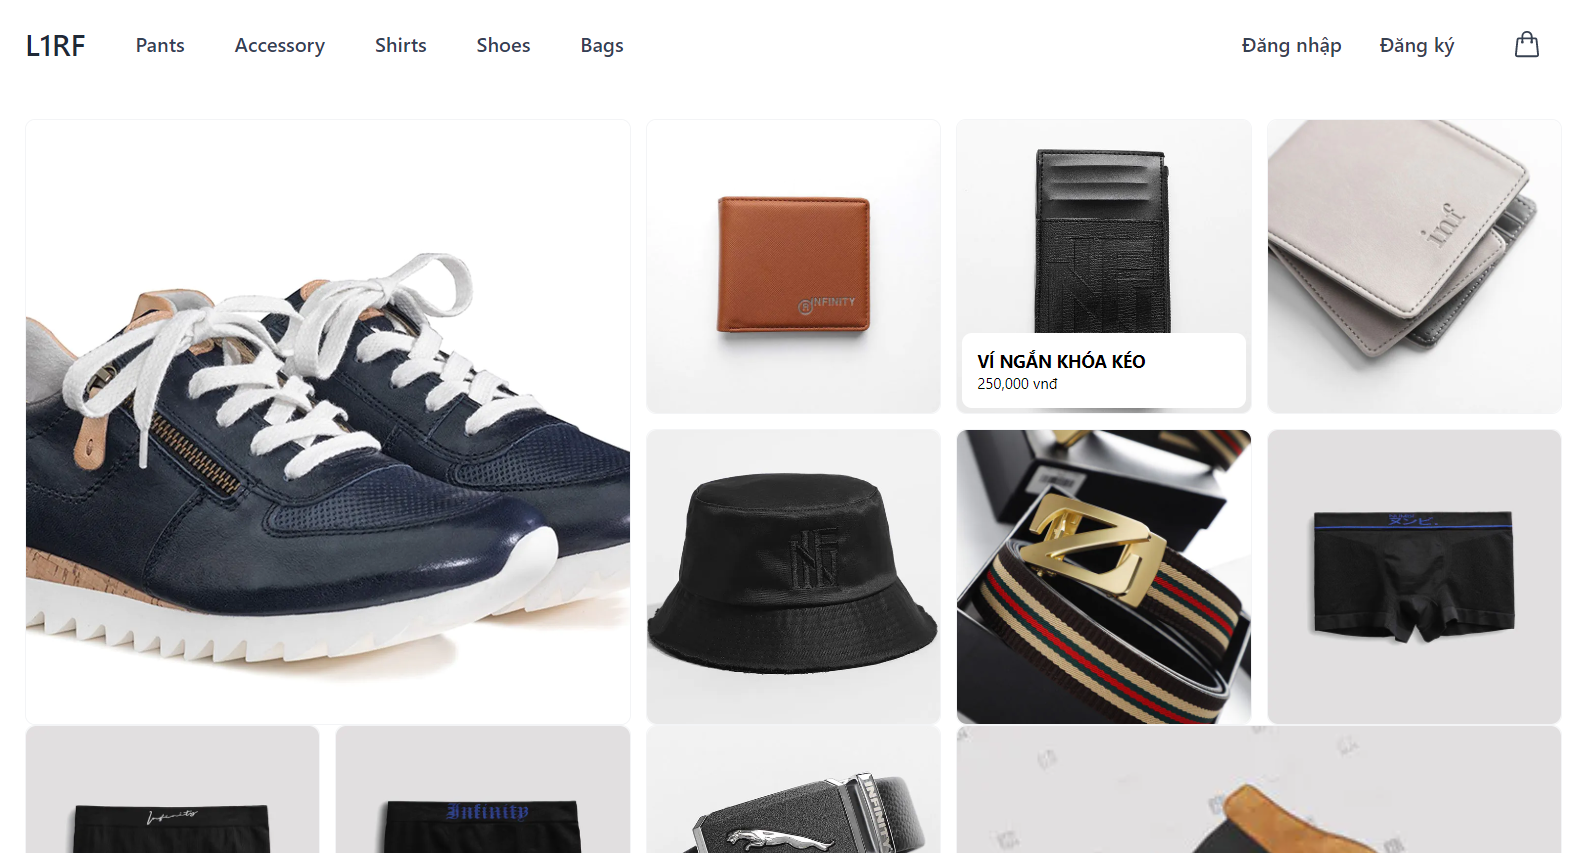 L1RF Pants Accessory Shirts Shoes Bags Đăng nhập Đăng ký
INFINITY
inf
VÍ NGẮN KHÓA KÉO
250,000 vnđ
Infinity
Infinity
INFINITY